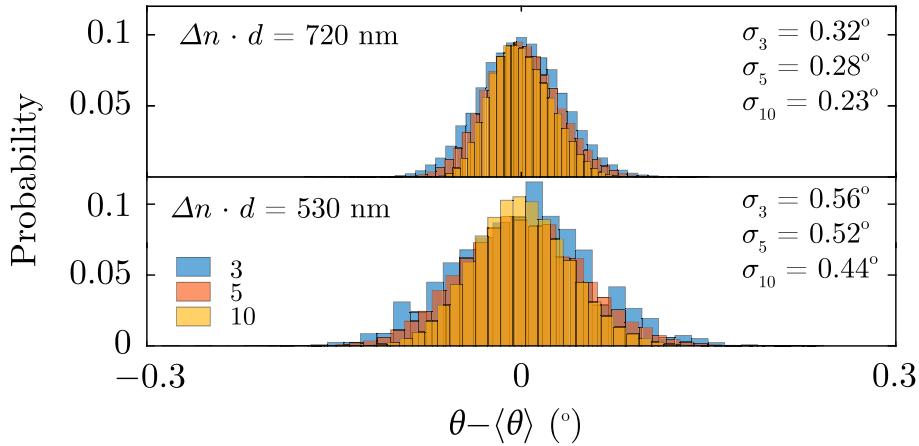 Probability
0.1
0.05
Δn · d = 720 nm
σ₃ = 0.32°
σ₅ = 0.28°
σ₁₀ = 0.23°
0.1
0.05
0
Δn · d = 530 nm
3
5
10
σ₃ = 0.56°
σ₅ = 0.52°
σ₁₀ = 0.44°
−0.3 0 0.3
θ−⟨θ⟩ (°)